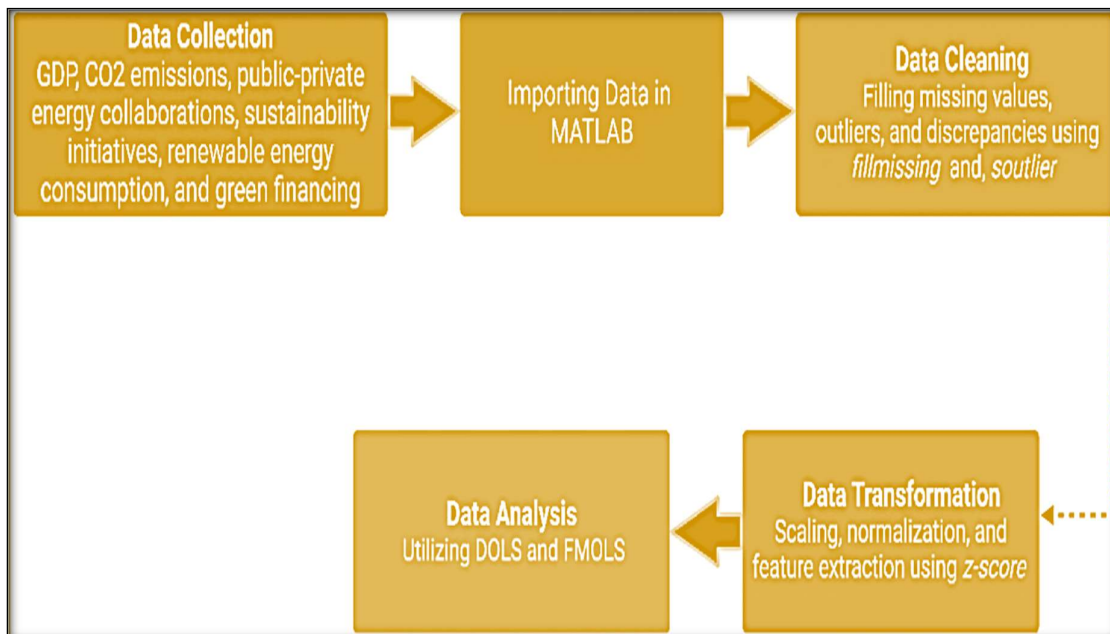 Data Collection
GDP, CO2 emissions, public-private
energy collaborations, sustainability
initiatives, renewable energy
consumption, and green financing
Importing Data in
MATLAB
Data Cleaning
Filling missing values,
outliers, and discrepancies using
fillmissing and, soutlier
Data Transformation
Scaling, normalization, and
feature extraction using z-score
Data Analysis
Utilizing DOLS and FMOLS